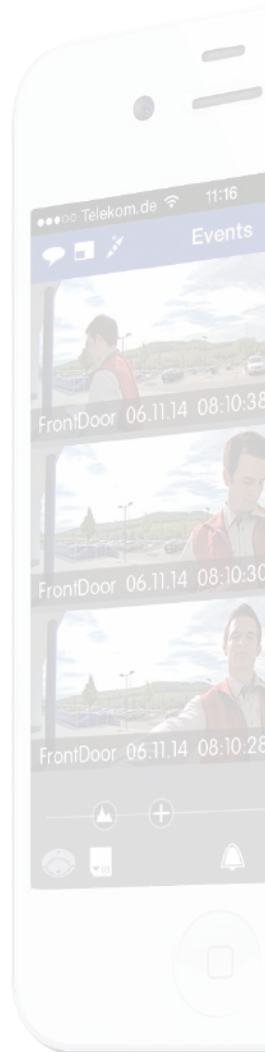 ●●●○○ Telekom.de 11:16
Events
FrontDoor 06.11.14 08:10:38
FrontDoor 06.11.14 08:10:30
FrontDoor 06.11.14 08:10:28